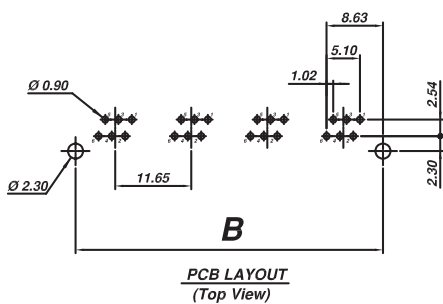 8.63
5.10
1.02
Ø 0.90
2.54
2.30
Ø 2.30
11.65
B
PCB LAYOUT
(Top View)